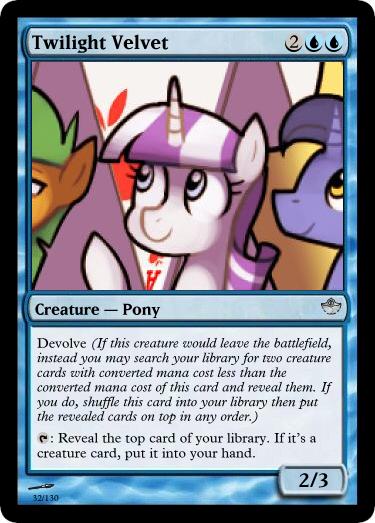 Twilight Velvet 2
Creature — Pony
Devolve (If this creature would leave the battlefield,
instead you may search your library for two creature
cards with converted mana cost less than the
converted mana cost of this card and reveal them. If
you do, shuffle this card into your library then put
the revealed cards on top in any order.)
: Reveal the top card of your library. If it's a
creature card, put it into your hand.
2/3
32/130